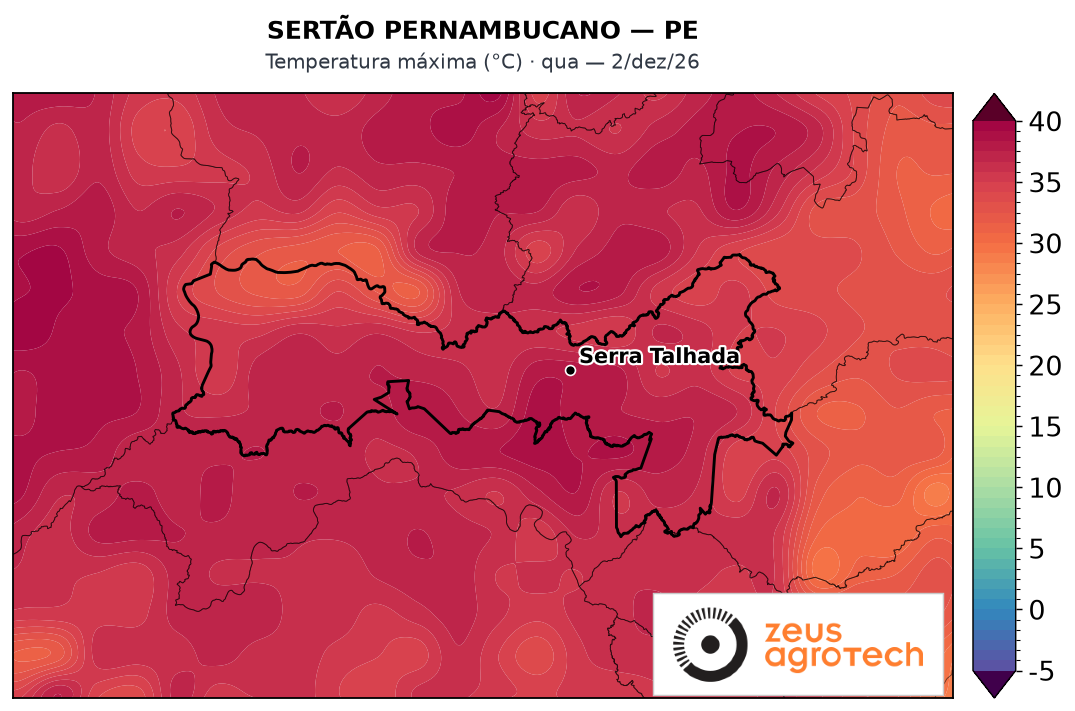 SERTÃO PERNAMBUCANO — PE
Temperatura máxima (°C) · qua — 2/dez/26
Serra Talhada
40
35
30
25
20
15
10
5
0
-5
zeus
agrotech